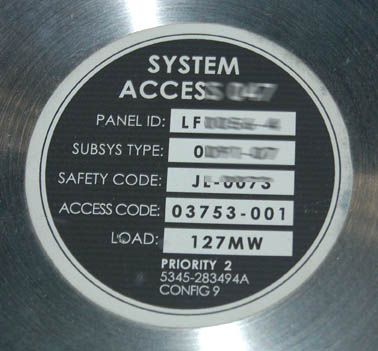 SYSTEM
PANEL ID:
SUBSYS TYPE:
SAFETY CODE:
ACCESS CODE: 03753-001
LOAD: 127MW
PRIORITY 2
5345-283494A
CONFIG 9